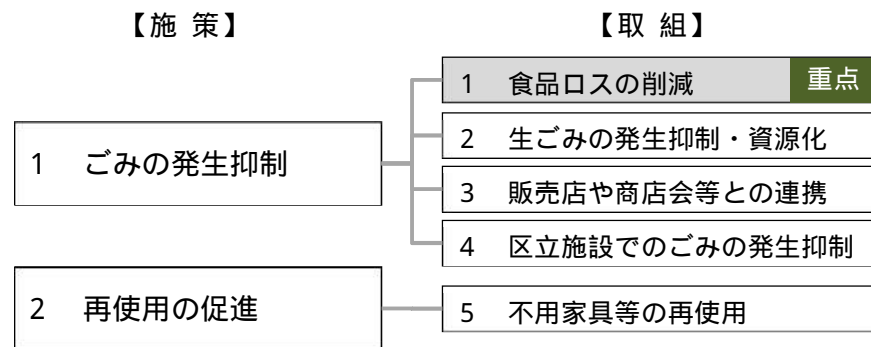 【施 策】
【取 組】
1 食品ロスの削減 重点
1 ごみの発生抑制
2 生ごみの発生抑制・資源化
3 販売店や商店会等との連携
4 区立施設でのごみの発生抑制
2 再使用の促進
5 不用家具等の再使用